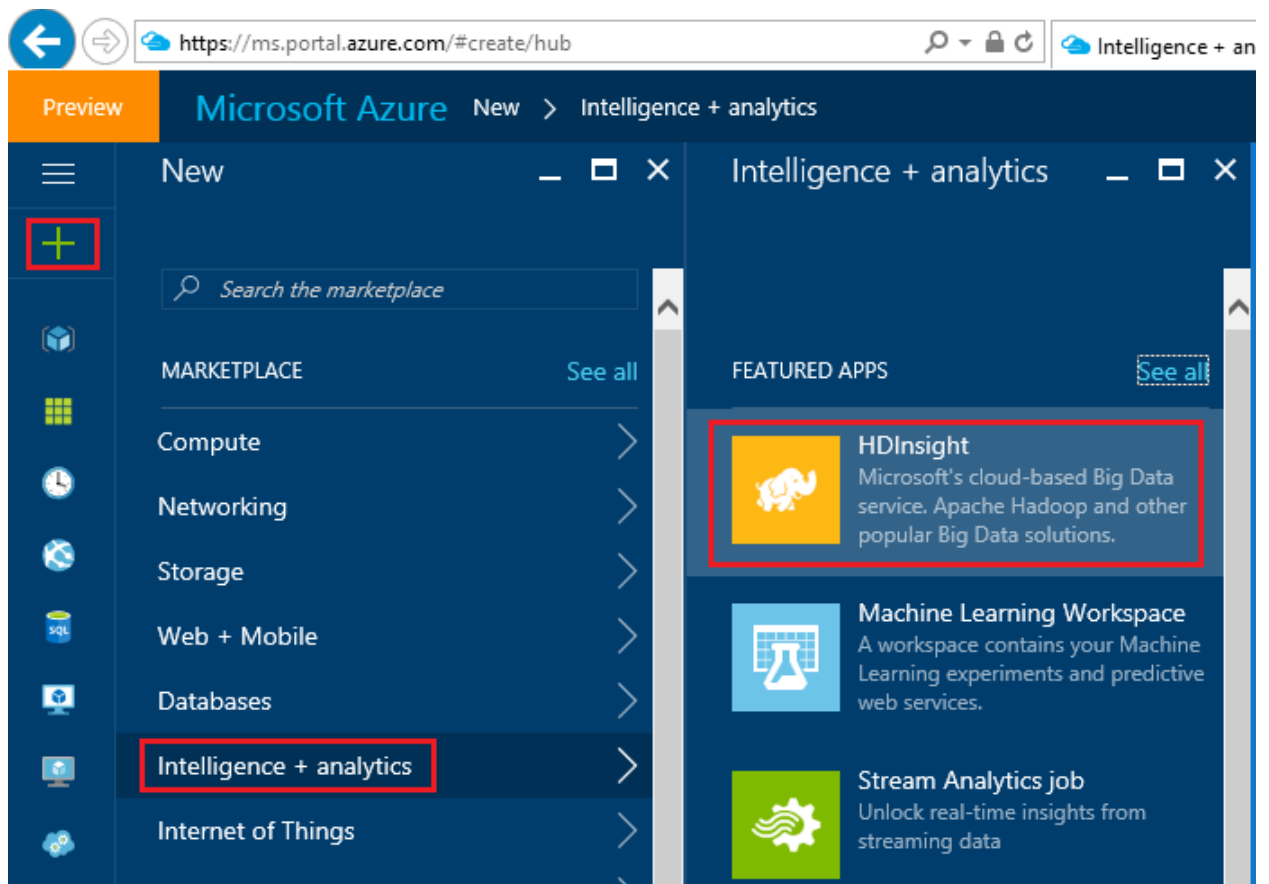 https://ms.portal.azure.com/#create/hub
Intelligence + an
Preview
Microsoft Azure New > Intelligence + analytics
New
Search the marketplace
MARKETPLACE See all
Compute
Networking
Storage
Web + Mobile
Databases
Intelligence + analytics
Internet of Things
Intelligence + analytics
FEATURED APPS See all
HDInsight
Microsoft's cloud-based Big Data
service. Apache Hadoop and other
popular Big Data solutions.
Machine Learning Workspace
A workspace contains your Machine
Learning experiments and predictive
web services.
Stream Analytics job
Unlock real-time insights from
streaming data
SQL